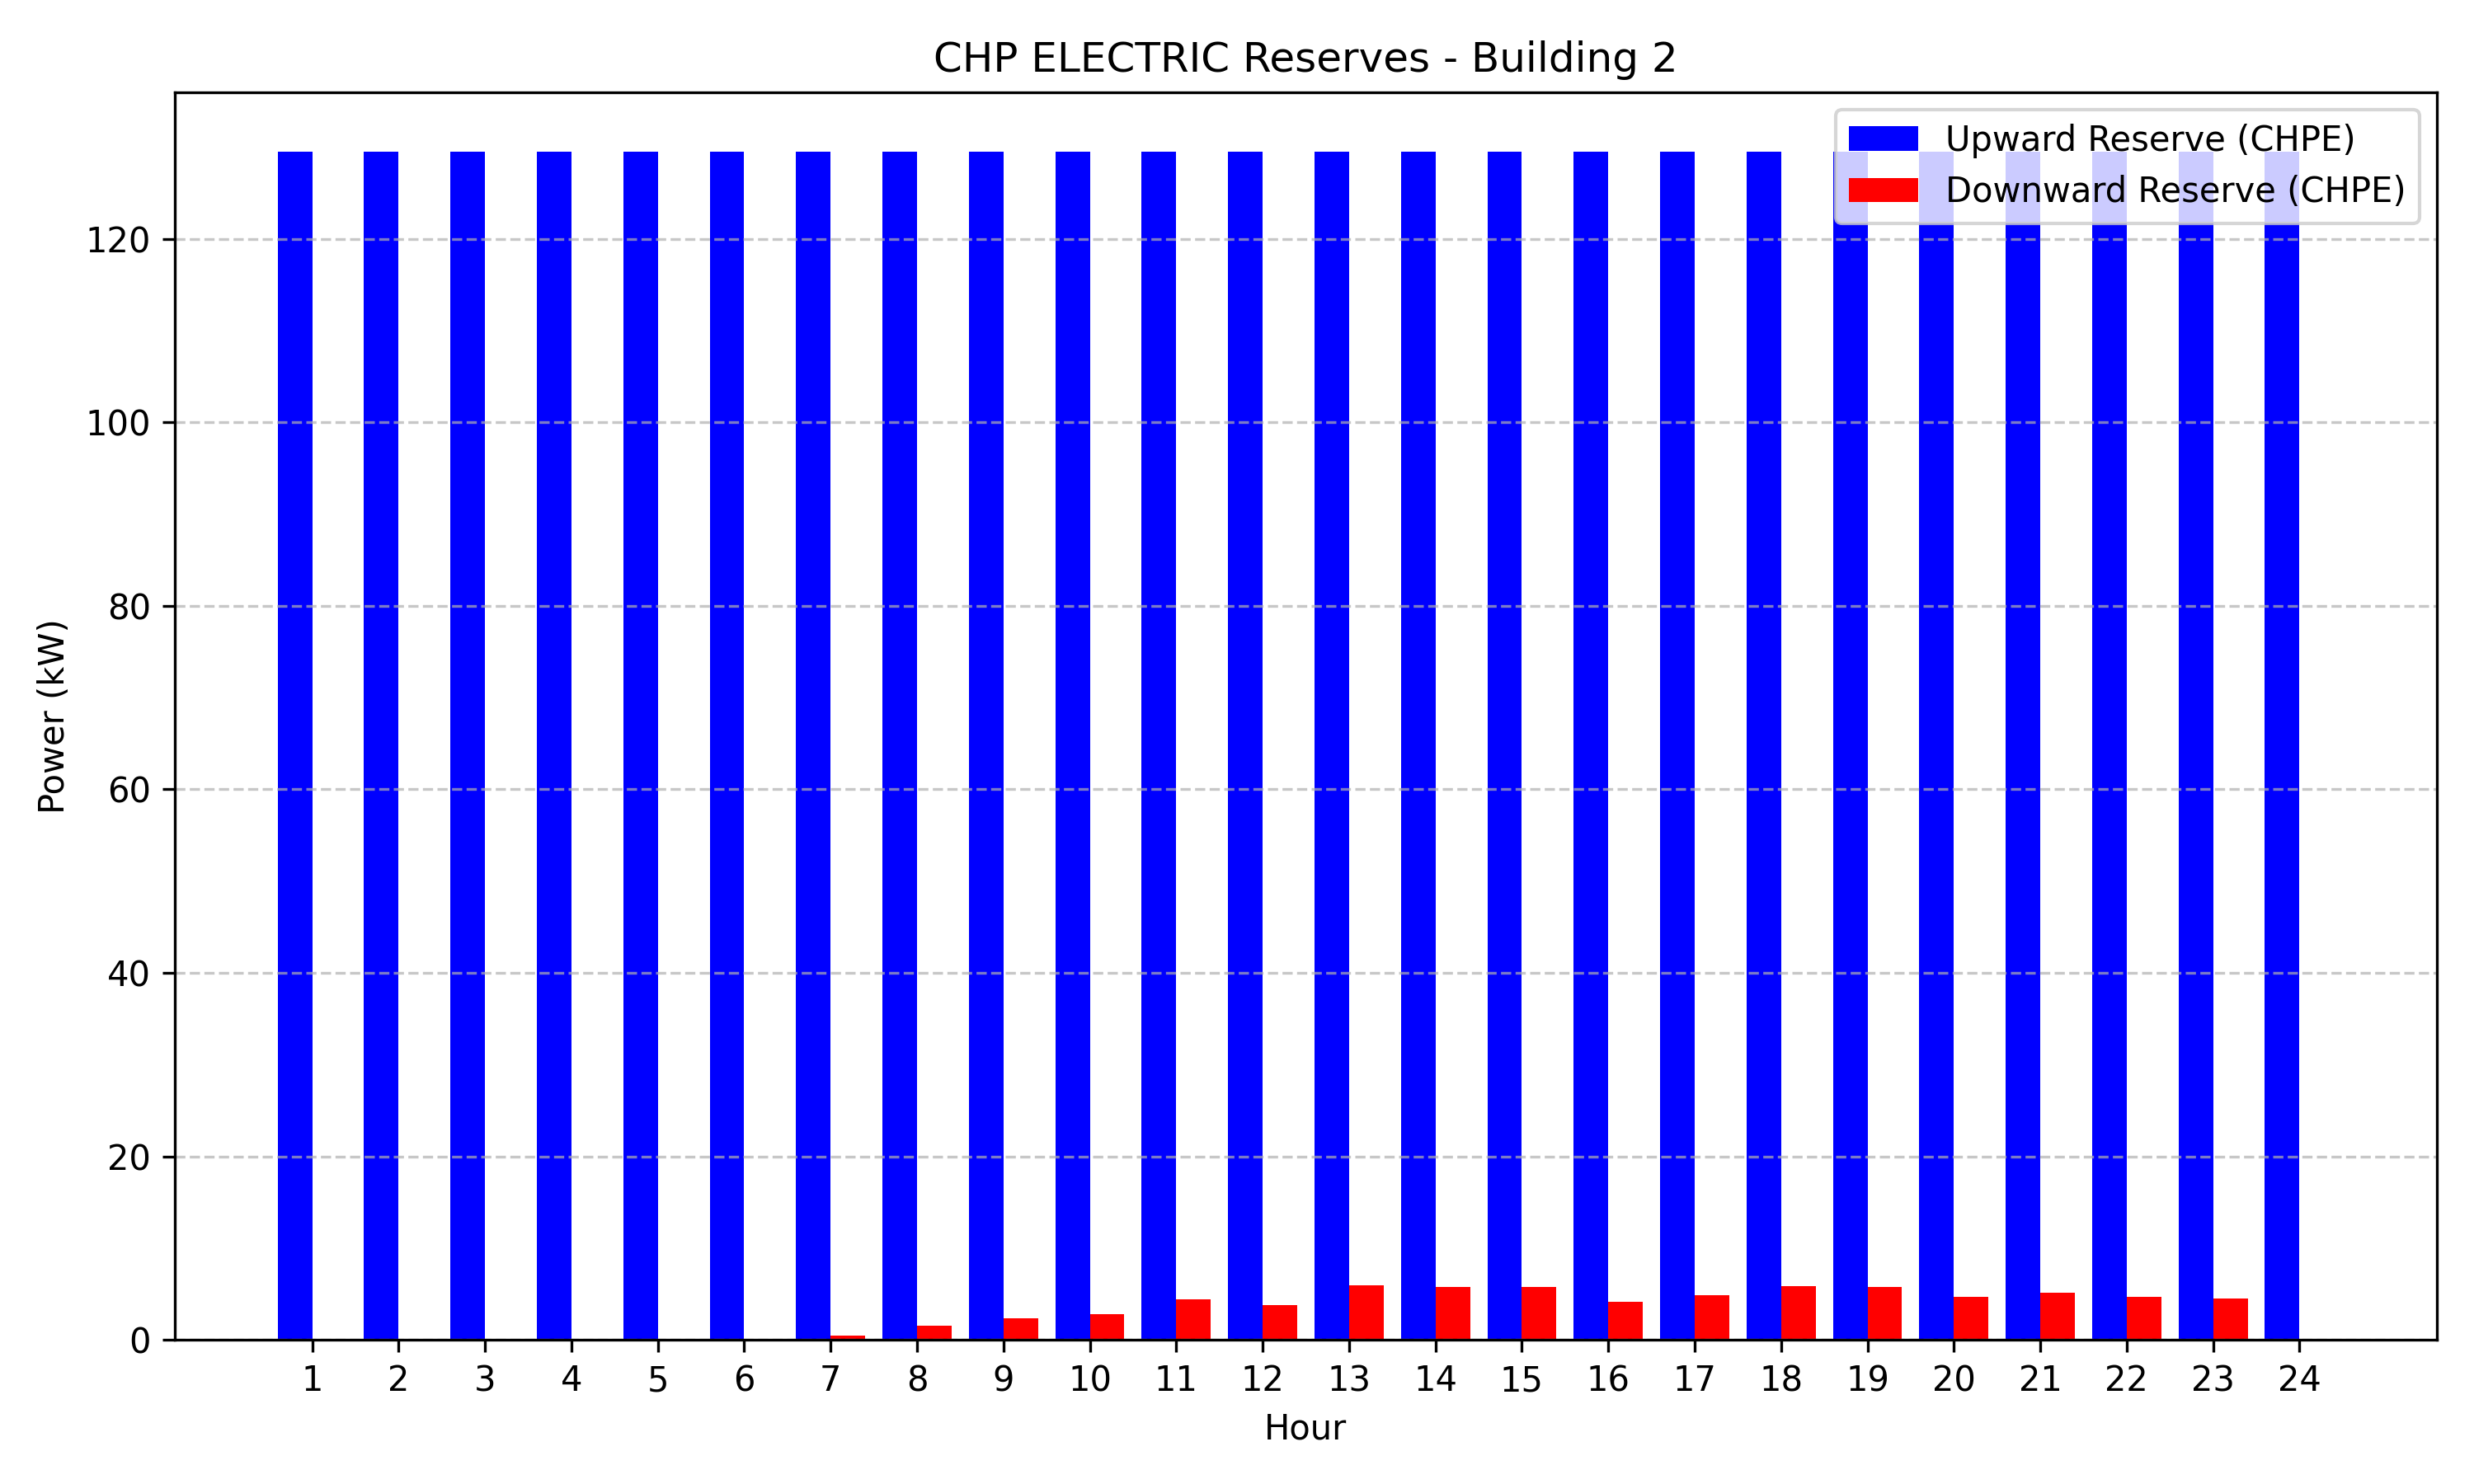 CHP ELECTRIC Reserves - Building 2
Upward Reserve (CHPE)
Downward Reserve (CHPE)
120
100
80
60
40
20
0
Power (kW)
1 2 3 4 5 6 7 8 9 10 11 12 13 14 15 16 17 18 19 20 21 22 23 24
Hour